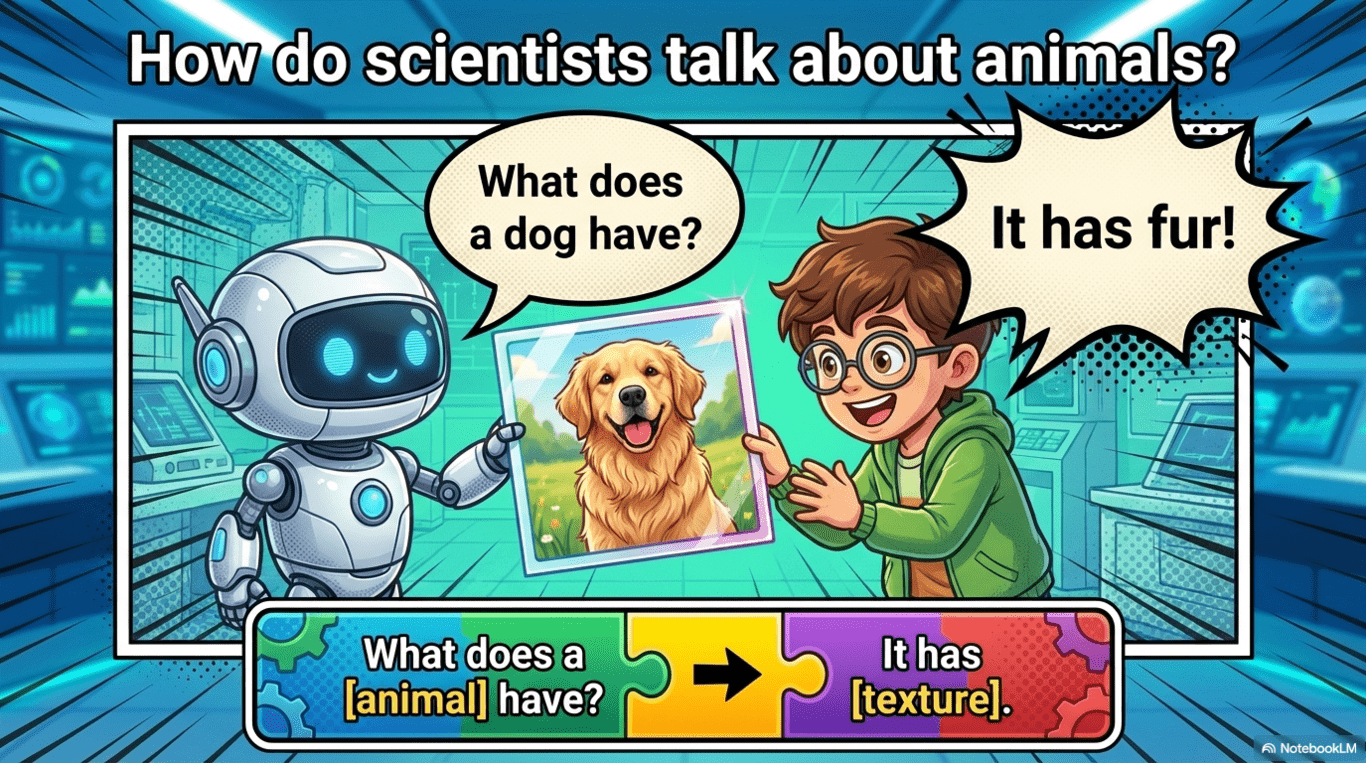 How do scientists talk about animals?
What does
a dog have?
It has fur!
What does a
[animal] have?
It has
[texture].
NotebookLM